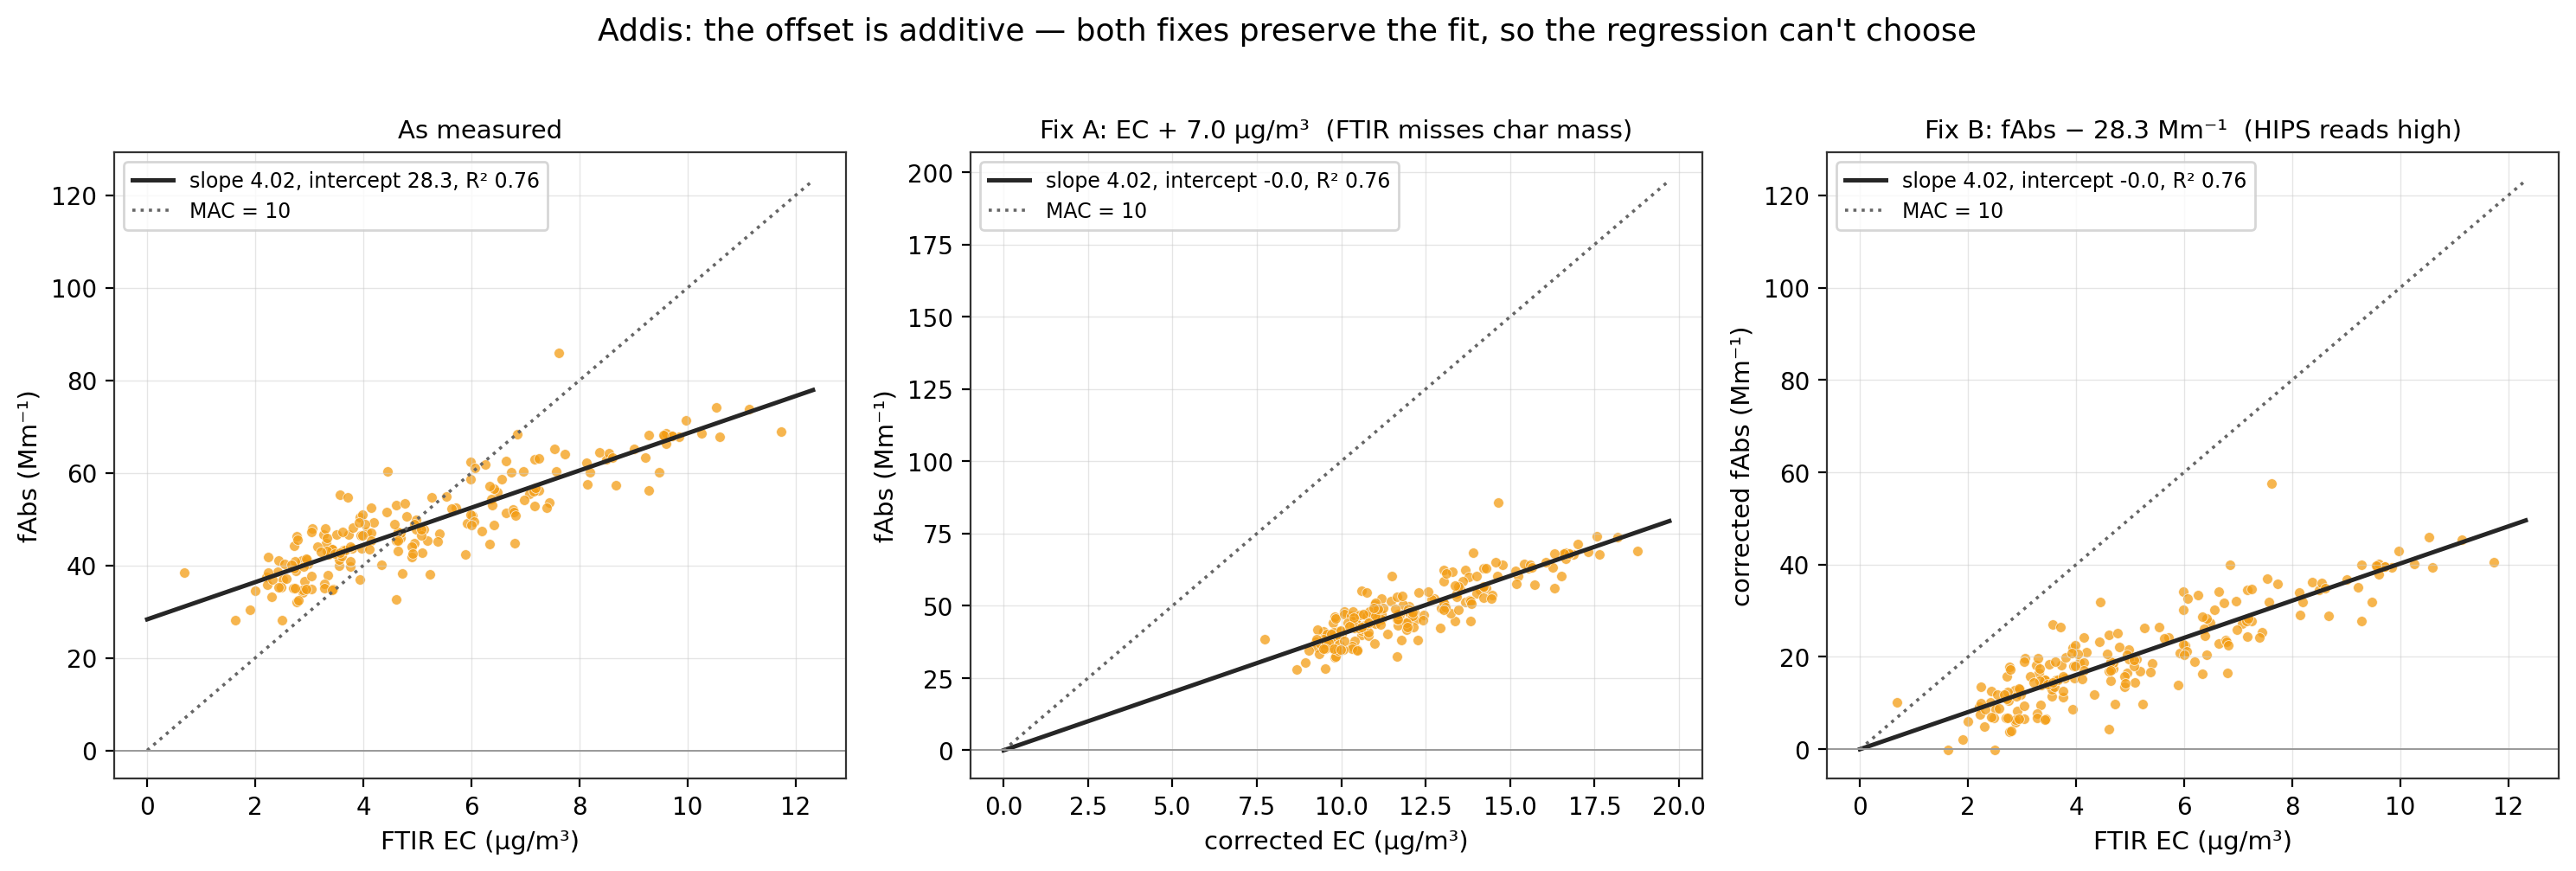 Addis: the offset is additive — both fixes preserve the fit, so the regression can't choose
As measured
slope 4.02, intercept 28.3, R² 0.76
MAC = 10
fAbs (Mm⁻¹)
120
100
80
60
40
20
0
0 2 4 6 8 10 12
FTIR EC (µg/m³)
Fix A: EC + 7.0 µg/m³ (FTIR misses char mass)
slope 4.02, intercept -0.0, R² 0.76
MAC = 10
fAbs (Mm⁻¹)
200
175
150
125
100
75
50
25
0
0.0 2.5 5.0 7.5 10.0 12.5 15.0 17.5 20.0
corrected EC (µg/m³)
Fix B: fAbs − 28.3 Mm⁻¹ (HIPS reads high)
slope 4.02, intercept -0.0, R² 0.76
MAC = 10
corrected fAbs (Mm⁻¹)
120
100
80
60
40
20
0
0 2 4 6 8 10 12
FTIR EC (µg/m³)